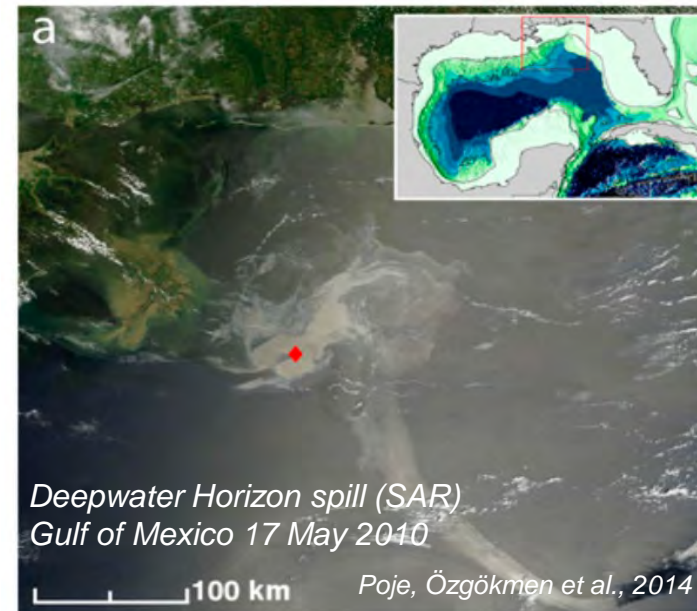 a
Deepwater Horizon spill (SAR)
Gulf of Mexico 17 May 2010
100 km
Poje, Özgökmen et al., 2014